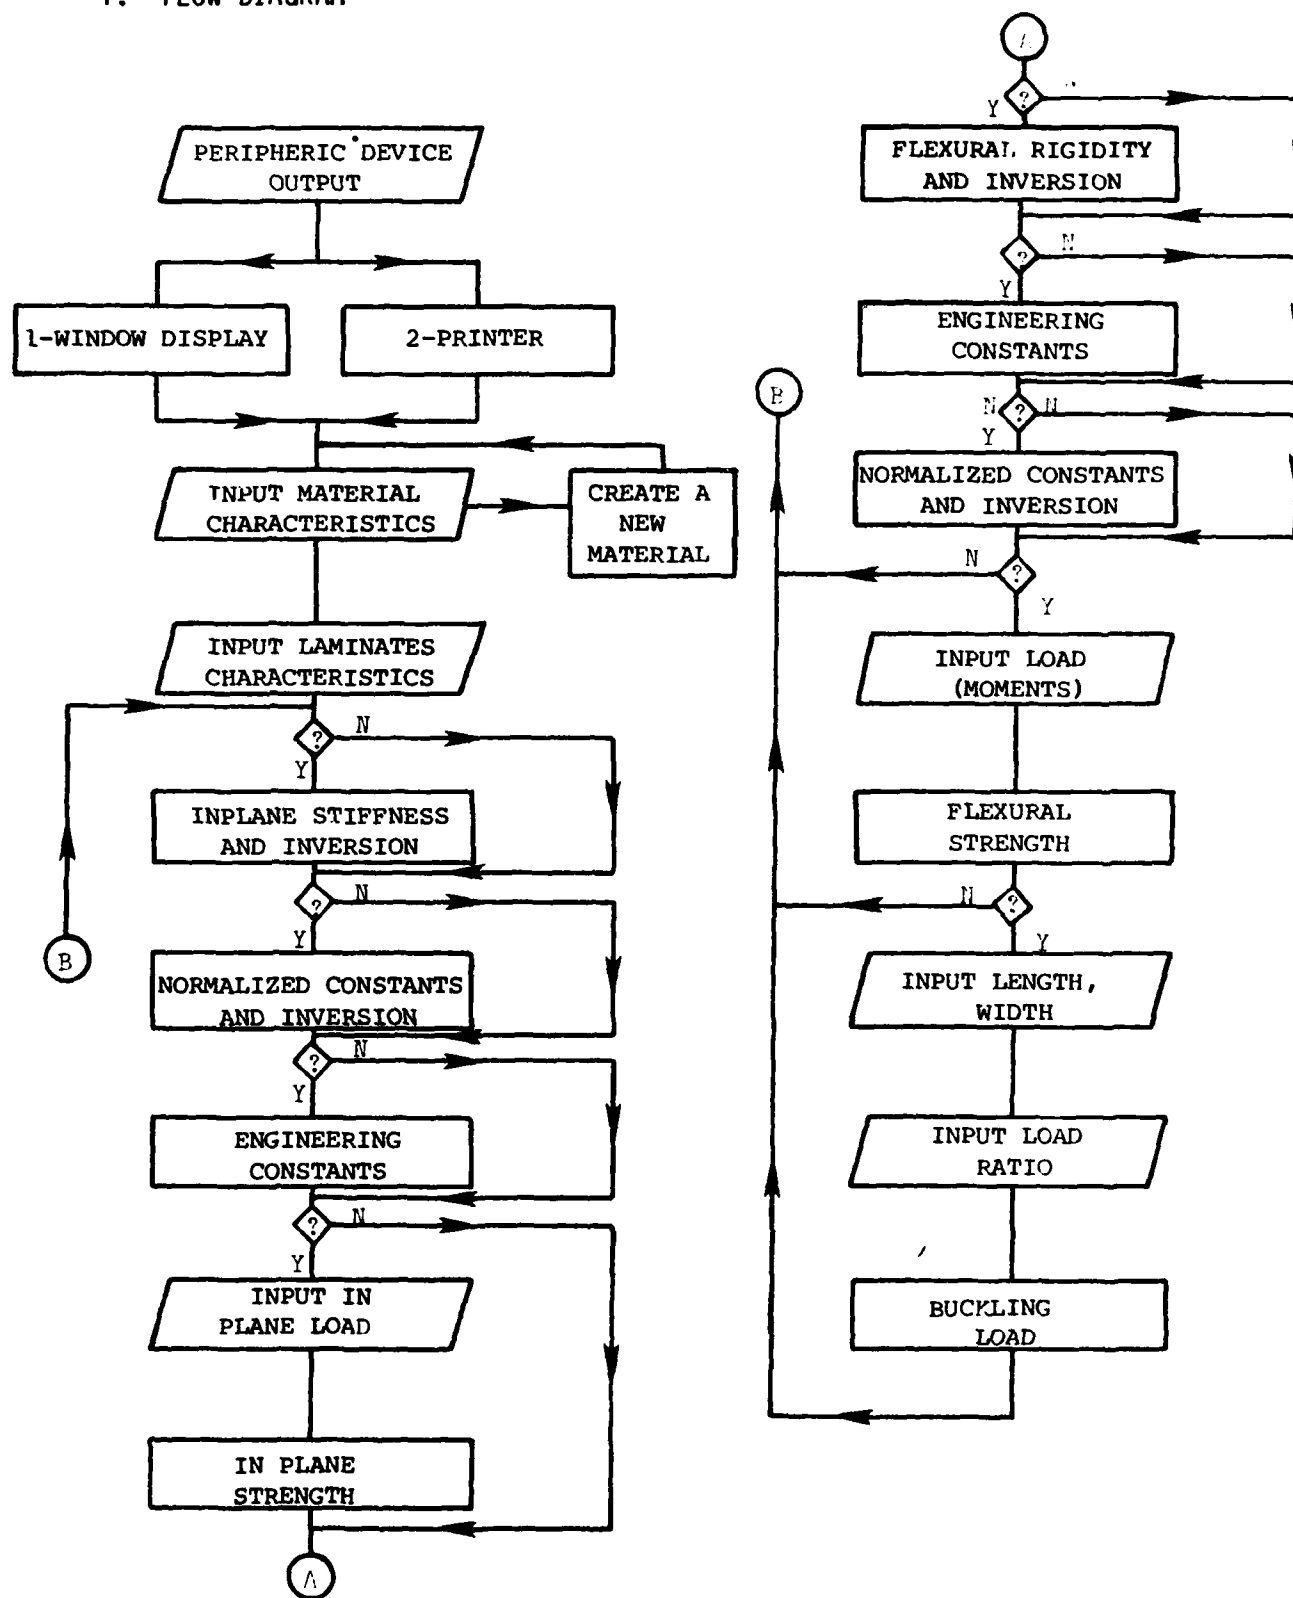 FLOW DIAGRAM
PERIPHERIC DEVICE
OUTPUT
1-WINDOW DISPLAY
2-PRINTER
INPUT MATERIAL
CHARACTERISTICS
CREATE A
NEW
MATERIAL
INPUT LAMINATES
CHARACTERISTICS
?
N
Y
INPLANE STIFFNESS
AND INVERSION
?
N
Y
B
NORMALIZED CONSTANTS
AND INVERSION
?
N
Y
ENGINEERING
CONSTANTS
?
N
Y
INPUT IN
PLANE LOAD
IN PLANE
STRENGTH
A
A
?
Y
FLEXURAL RIGIDITY
AND INVERSION
?
N
Y
ENGINEERING
CONSTANTS
B
N
?
N
Y
NORMALIZED CONSTANTS
AND INVERSION
N
?
Y
INPUT LOAD
(MOMENTS)
FLEXURAL
STRENGTH
N
?
Y
INPUT LENGTH,
WIDTH
INPUT LOAD
RATIO
BUCKLING
LOAD